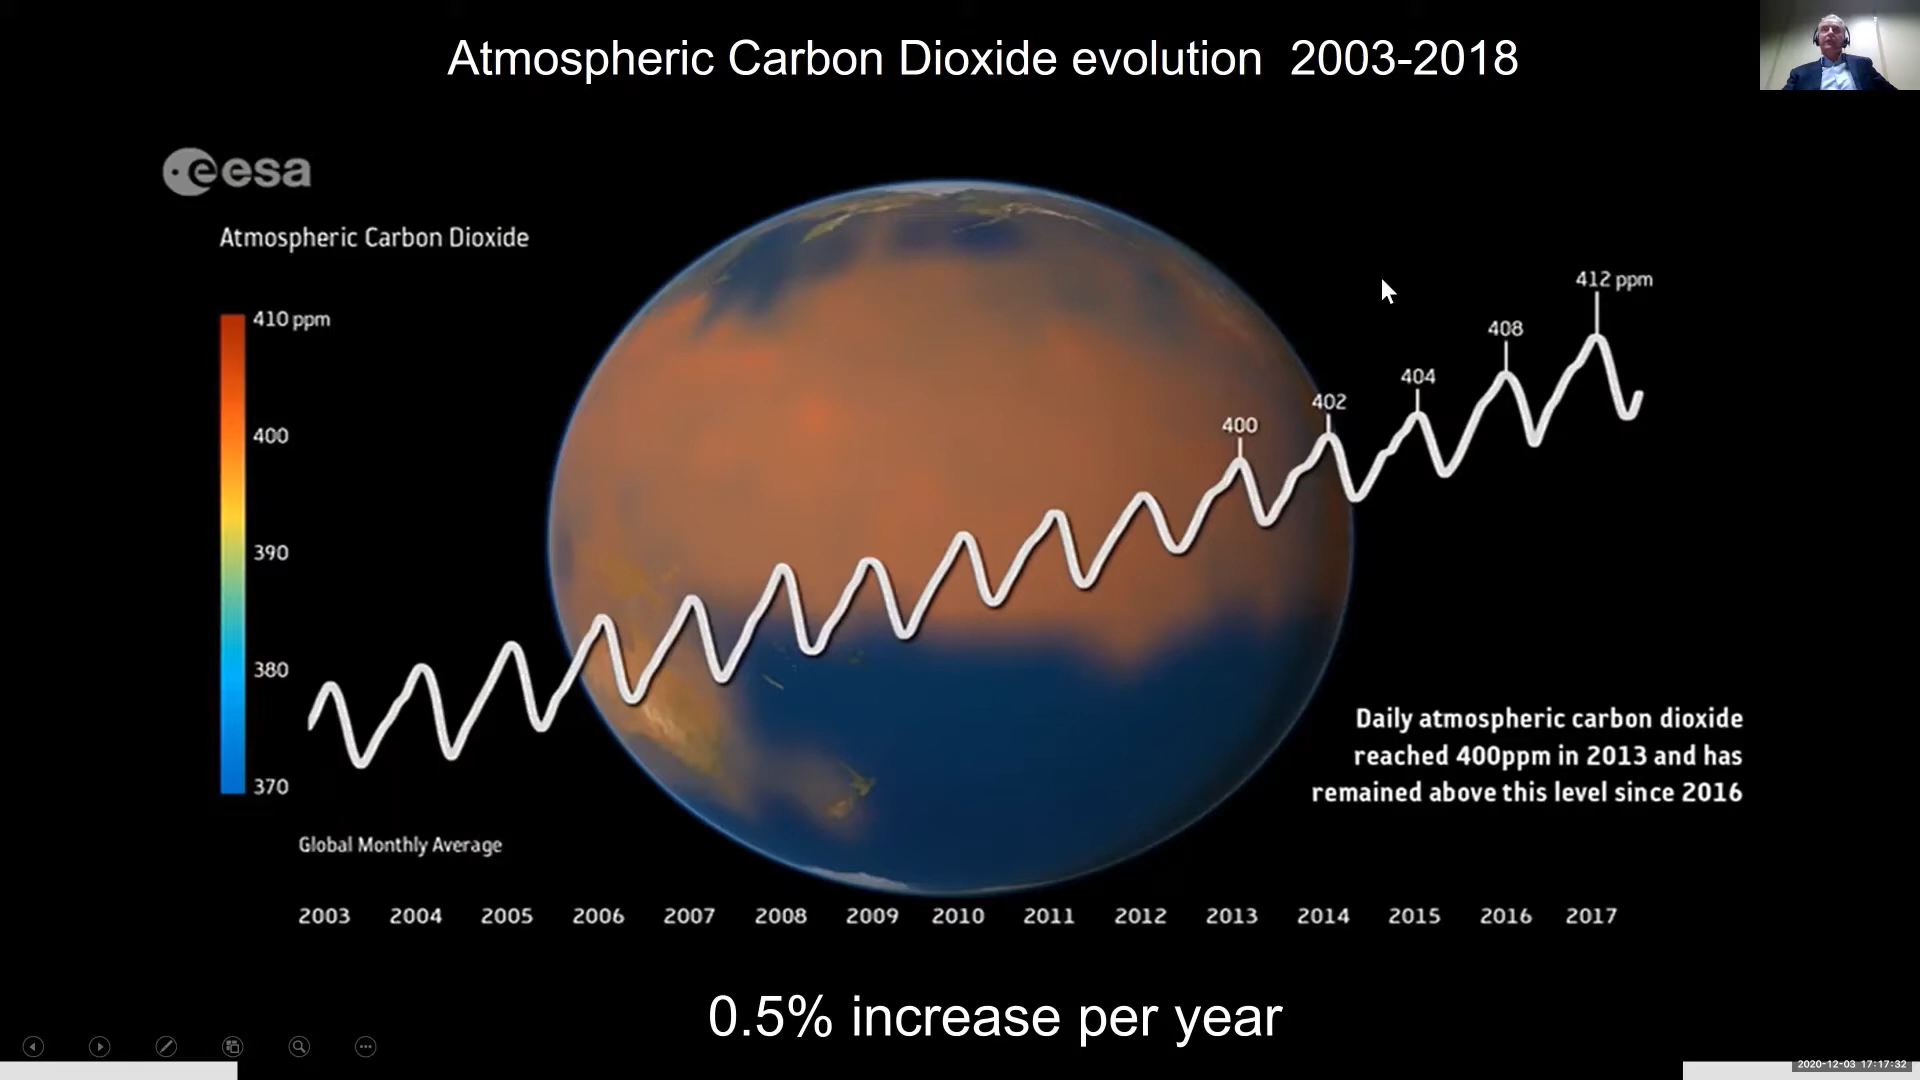 Atmospheric Carbon Dioxide evolution 2003-2018
eesa
Atmospheric Carbon Dioxide
410 ppm
400
390
380
370
400
402
404
408
412 ppm
Daily atmospheric carbon dioxide
reached 400ppm in 2013 and has
remained above this level since 2016
Global Monthly Average
2003 2004 2005 2006 2007 2008 2009 2010 2011 2012 2013 2014 2015 2016 2017
0.5% increase per year
2020-12-03 17:17:32